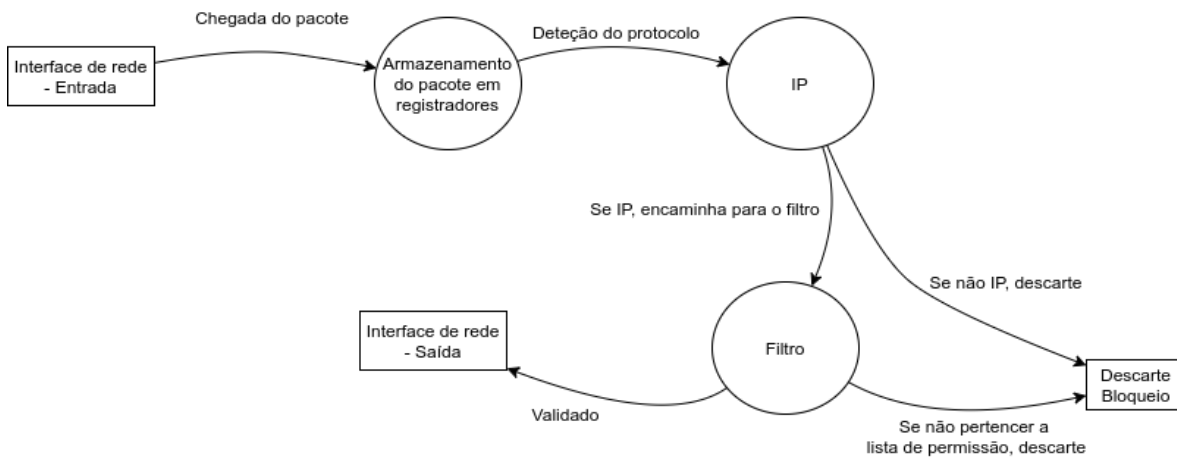 Chegada do pacote
Interface de rede
- Entrada
Armazenamento
do pacote em
registradores
Deteção do protocolo
IP
Se IP, encaminha para o filtro
Se não IP, descarte
Interface de rede
- Saída
Filtro
Descarte
Bloqueio
Validado
Se não pertencer a
lista de permissão, descarte